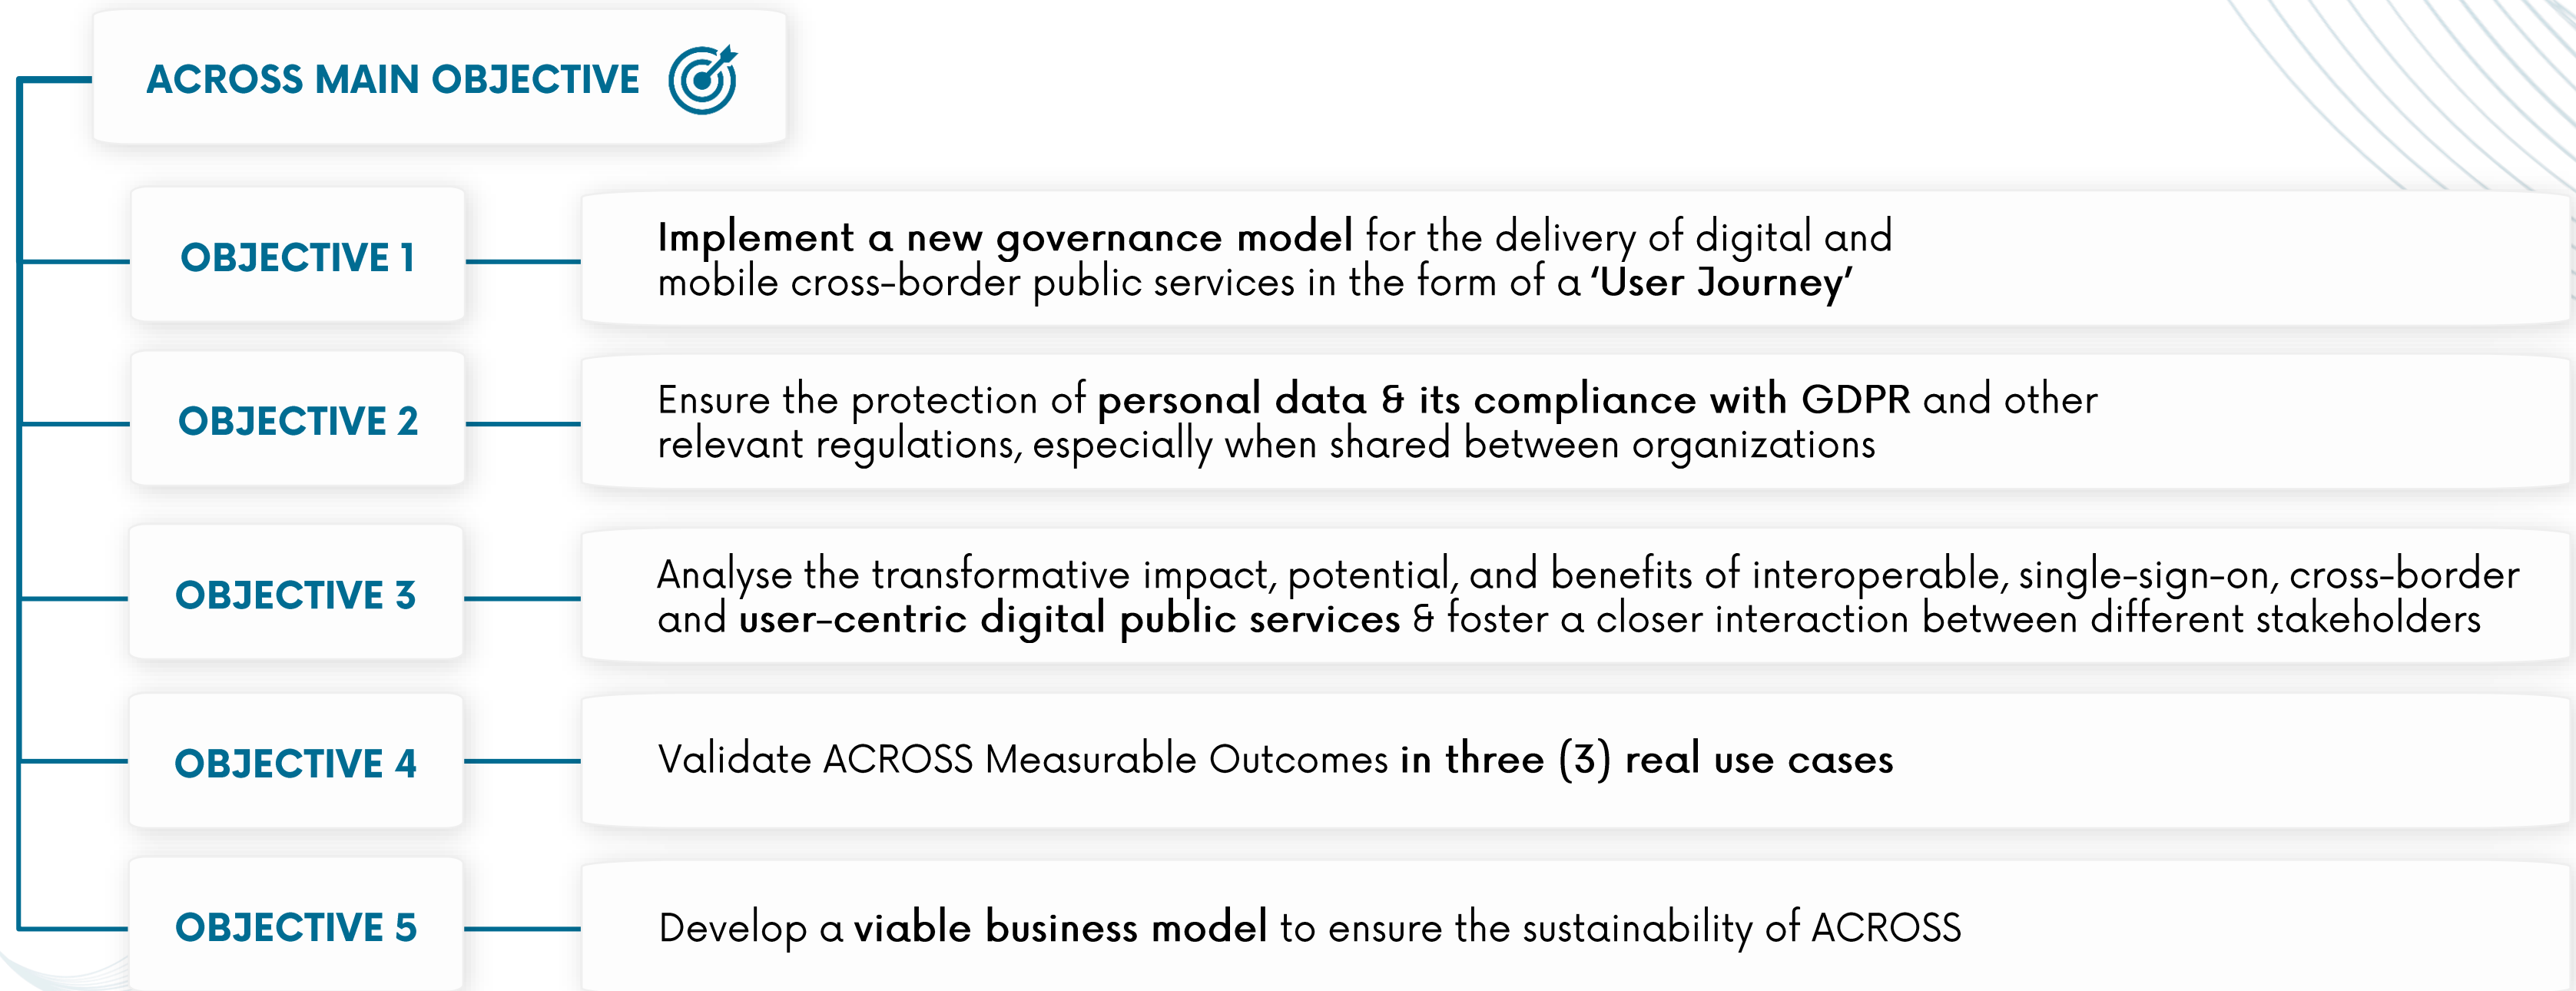 ACROSS MAIN OBJECTIVE
OBJECTIVE 1
Implement a new governance model for the delivery of digital and
mobile cross-border public services in the form of a ‘User Journey’
OBJECTIVE 2
Ensure the protection of personal data & its compliance with GDPR and other
relevant regulations, especially when shared between organizations
OBJECTIVE 3
Analyse the transformative impact, potential, and benefits of interoperable, single-sign-on, cross-border
and user-centric digital public services & foster a closer interaction between different stakeholders
OBJECTIVE 4
Validate ACROSS Measurable Outcomes in three (3) real use cases
OBJECTIVE 5
Develop a viable business model to ensure the sustainability of ACROSS